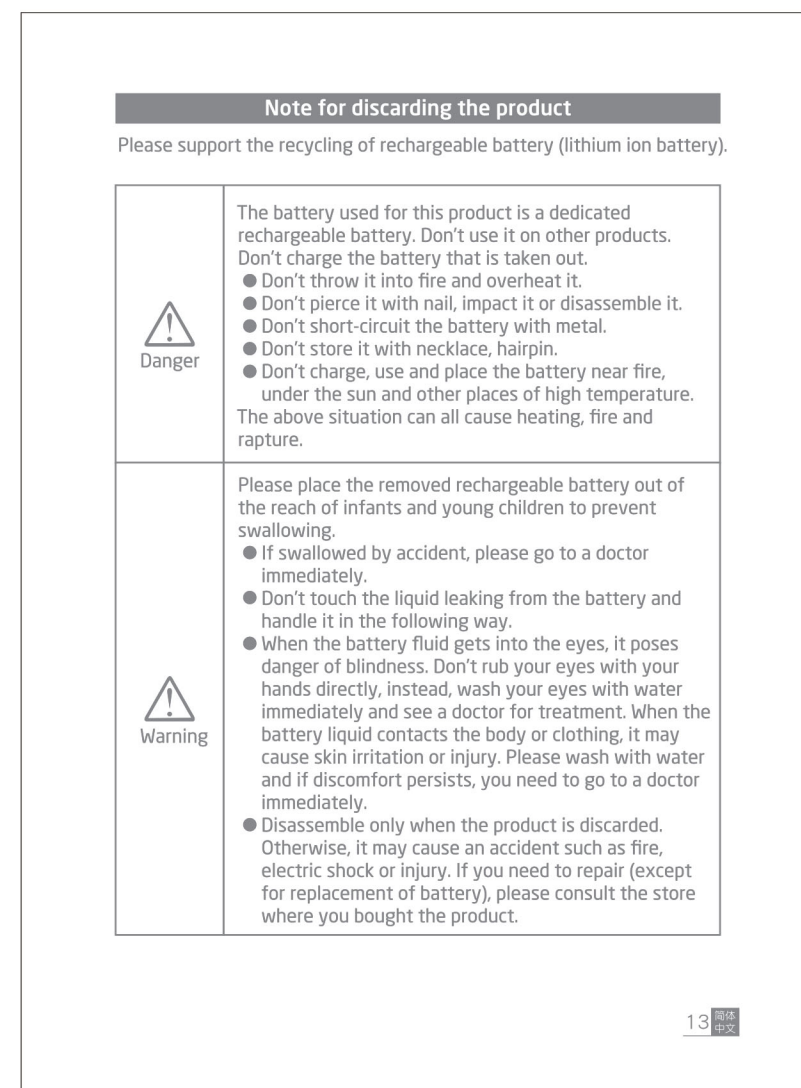 Note for discarding the product
Please support the recycling of rechargeable battery (lithium ion battery).
The battery used for this product is a dedicated
rechargeable battery. Don't use it on other products.
Don't charge the battery that is taken out.
● Don't throw it into fire and overheat it.
● Don't pierce it with nail, impact it or disassemble it.
● Don't short-circuit the battery with metal.
● Don't store it with necklace, hairpin.
● Don't charge, use and place the battery near fire,
under the sun and other places of high temperature.
The above situation can all cause heating, fire and
rapture.
Danger
Please place the removed rechargeable battery out of
the reach of infants and young children to prevent
swallowing.
● If swallowed by accident, please go to a doctor
immediately.
● Don't touch the liquid leaking from the battery and
handle it in the following way.
● When the battery fluid gets into the eyes, it poses
danger of blindness. Don't rub your eyes with your
hands directly, instead, wash your eyes with water
immediately and see a doctor for treatment. When the
battery liquid contacts the body or clothing, it may
cause skin irritation or injury. Please wash with water
and if discomfort persists, you need to go to a doctor
immediately.
● Disassemble only when the product is discarded.
Otherwise, it may cause an accident such as fire,
electric shock or injury. If you need to repair (except
for replacement of battery), please consult the store
where you bought the product.
Warning
13
简体
中文